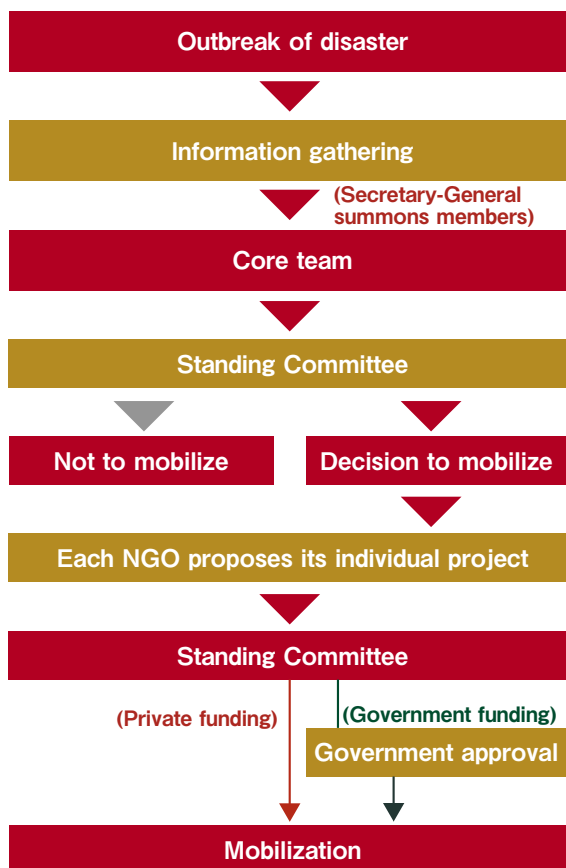 Outbreak of disaster
Information gathering
(Secretary-General
summons members)
Core team
Standing Committee
Not to mobilize
Decision to mobilize
Each NGO proposes its individual project
Standing Committee
(Private funding)
(Government funding)
Government approval
Mobilization